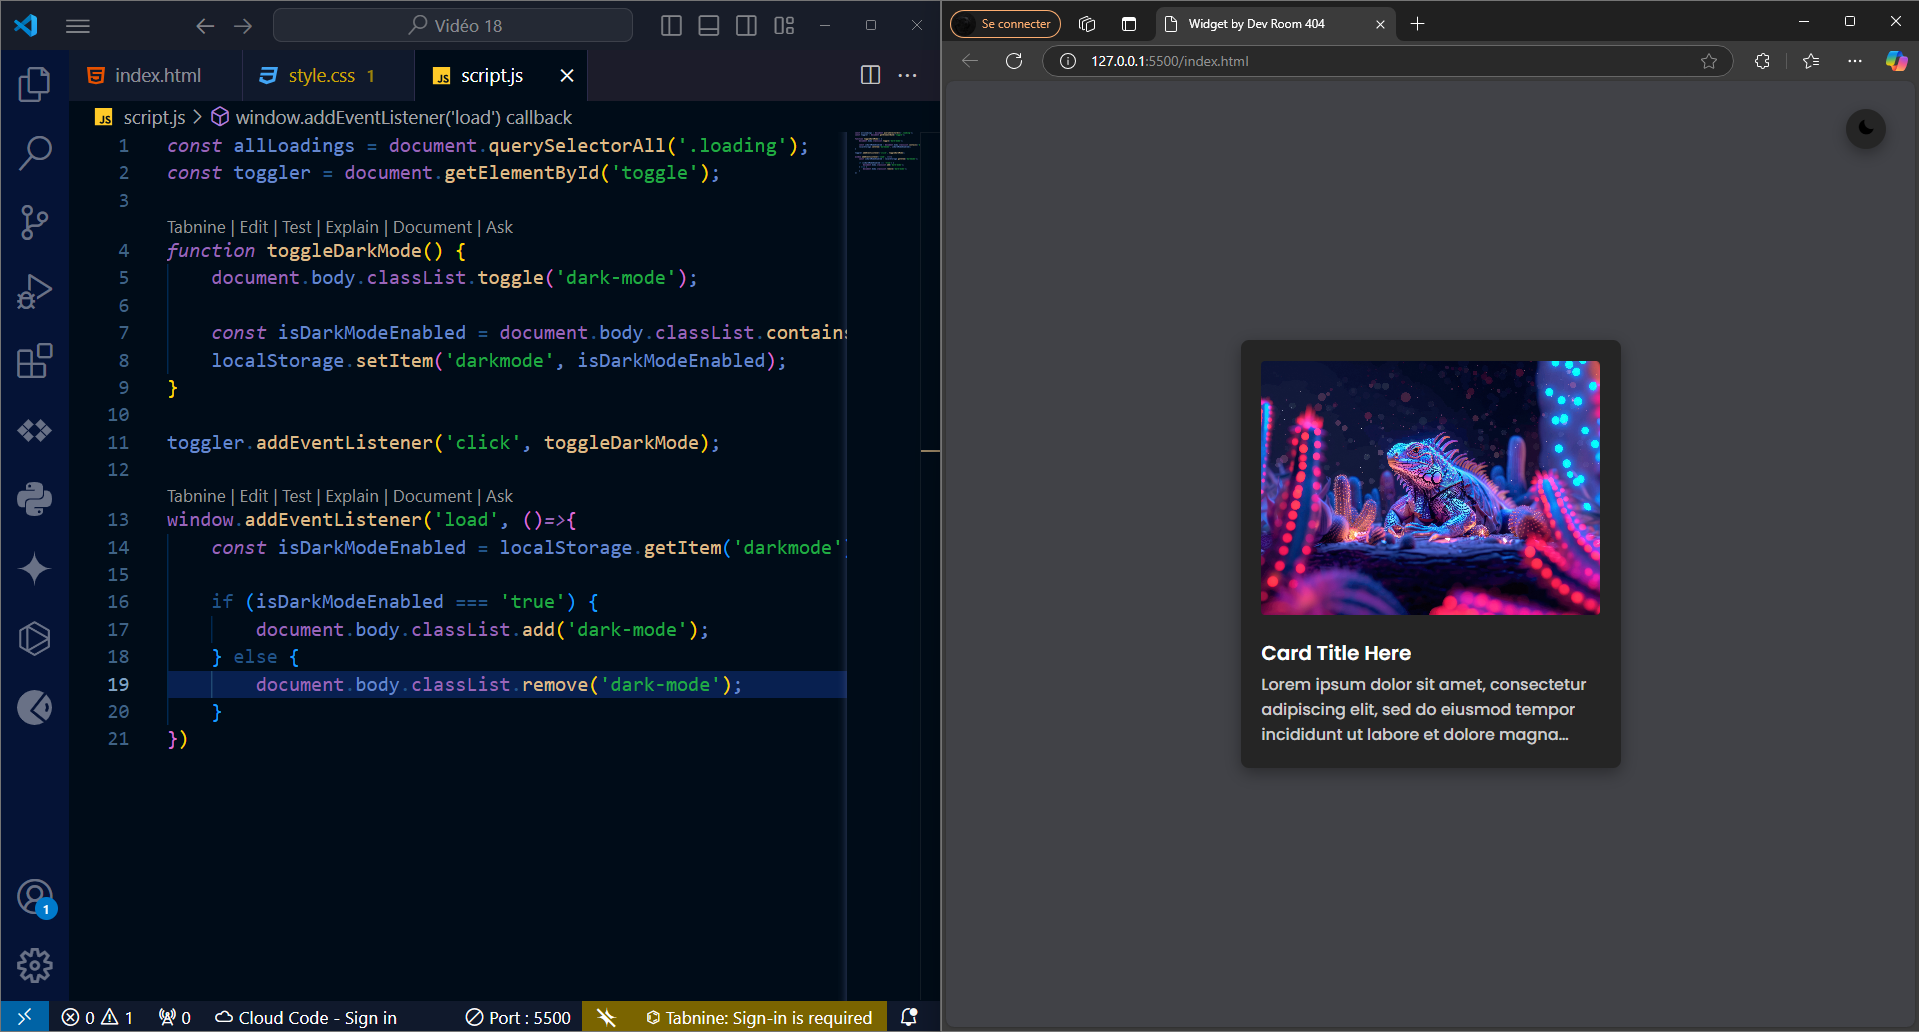 Vidéo 18
index.html
style.css 1
script.js
script.js > window.addEventListener('load') callback
1 const allLoadings = document.querySelectorAll('.loading');
2 const toggler = document.getElementById('toggle');
3
Tabnine | Edit | Test | Explain | Document | Ask
4 function toggleDarkMode() {
5 document.body.classList.toggle('dark-mode');
6
7 const isDarkModeEnabled = document.body.classList.contains
8 localStorage.setItem('darkmode', isDarkModeEnabled);
9 }
10
11 toggler.addEventListener('click', toggleDarkMode);
12
Tabnine | Edit | Test | Explain | Document | Ask
13 window.addEventListener('load', ()=>{
14 const isDarkModeEnabled = localStorage.getItem('darkmode'
15
16 if (isDarkModeEnabled === 'true') {
17 document.body.classList.add('dark-mode');
18 } else {
19 document.body.classList.remove('dark-mode');
20 }
21 })
1
0 1 0 Cloud Code - Sign in Port : 5500 Tabnine: Sign-in is required
Se connecter
Widget by Dev Room 404
127.0.0.1:5500/index.html
Card Title Here
Lorem ipsum dolor sit amet, consectetur
adipiscing elit, sed do eiusmod tempor
incididunt ut labore et dolore magna...